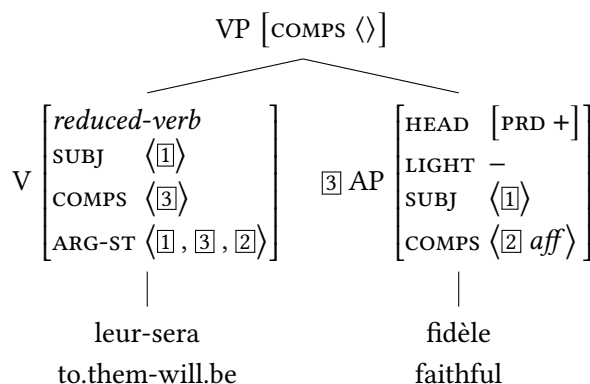 VP [COMPS ⟨⟩]
V [reduced-verb
SUBJ ⟨1⟩
COMPS ⟨3⟩
ARG-ST ⟨1, 3, 2⟩]
3 AP [HEAD [PRD +]
LIGHT −
SUBJ ⟨1⟩
COMPS ⟨2 aff⟩]
leur-sera
to.them-will.be
fidèle
faithful